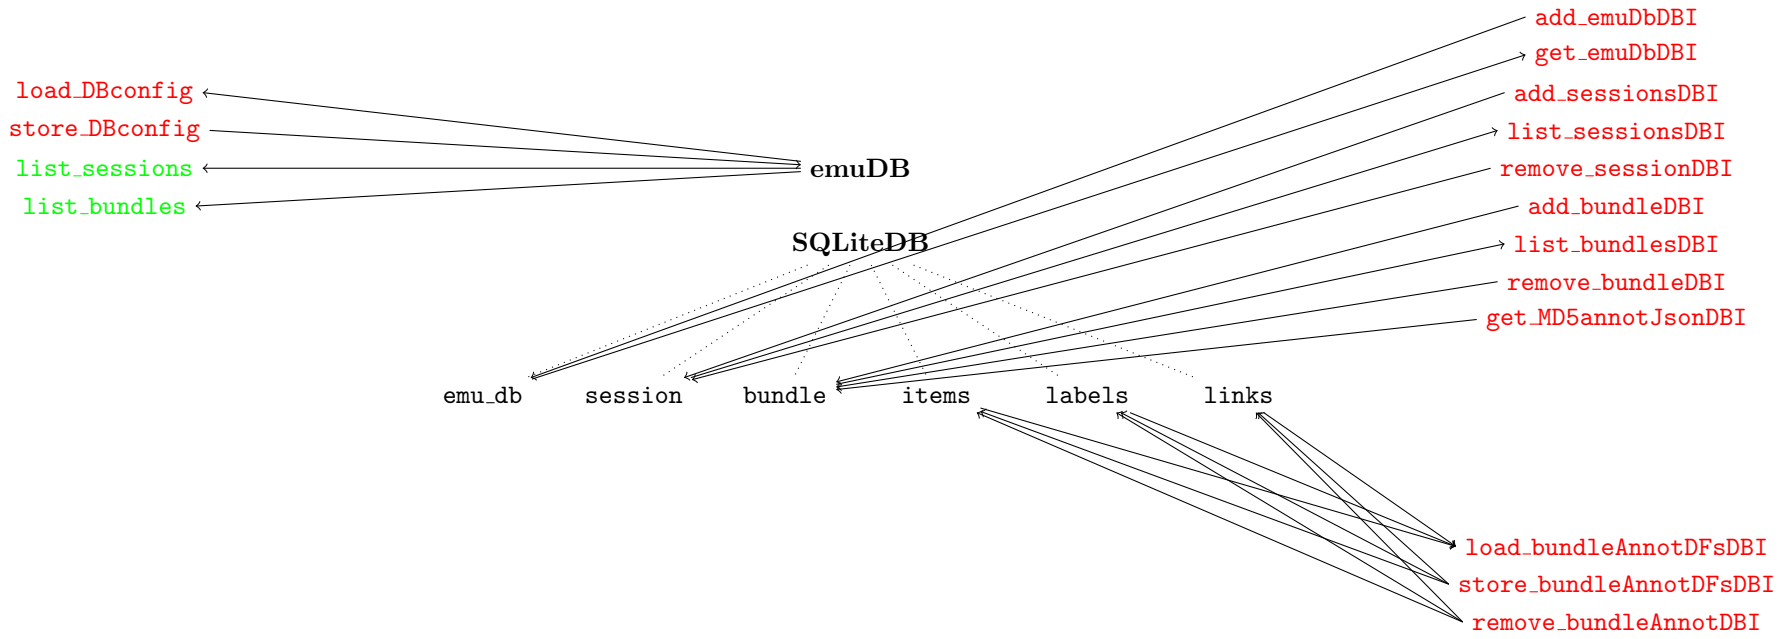 add_emuDbDBI
get_emuDbDBI
load_DBconfig
add_sessionsDBI
store_DBconfig
list_sessionsDBI
list_sessions
emuDB
remove_sessionDBI
list_bundles
add_bundleDBI
SQLiteDB
list_bundlesDBI
remove_bundleDBI
get_MD5annotJsonDBI
emu_db session bundle items labels links
load_bundleAnnotDFsDBI
store_bundleAnnotDFsDBI
remove_bundleAnnotDBI